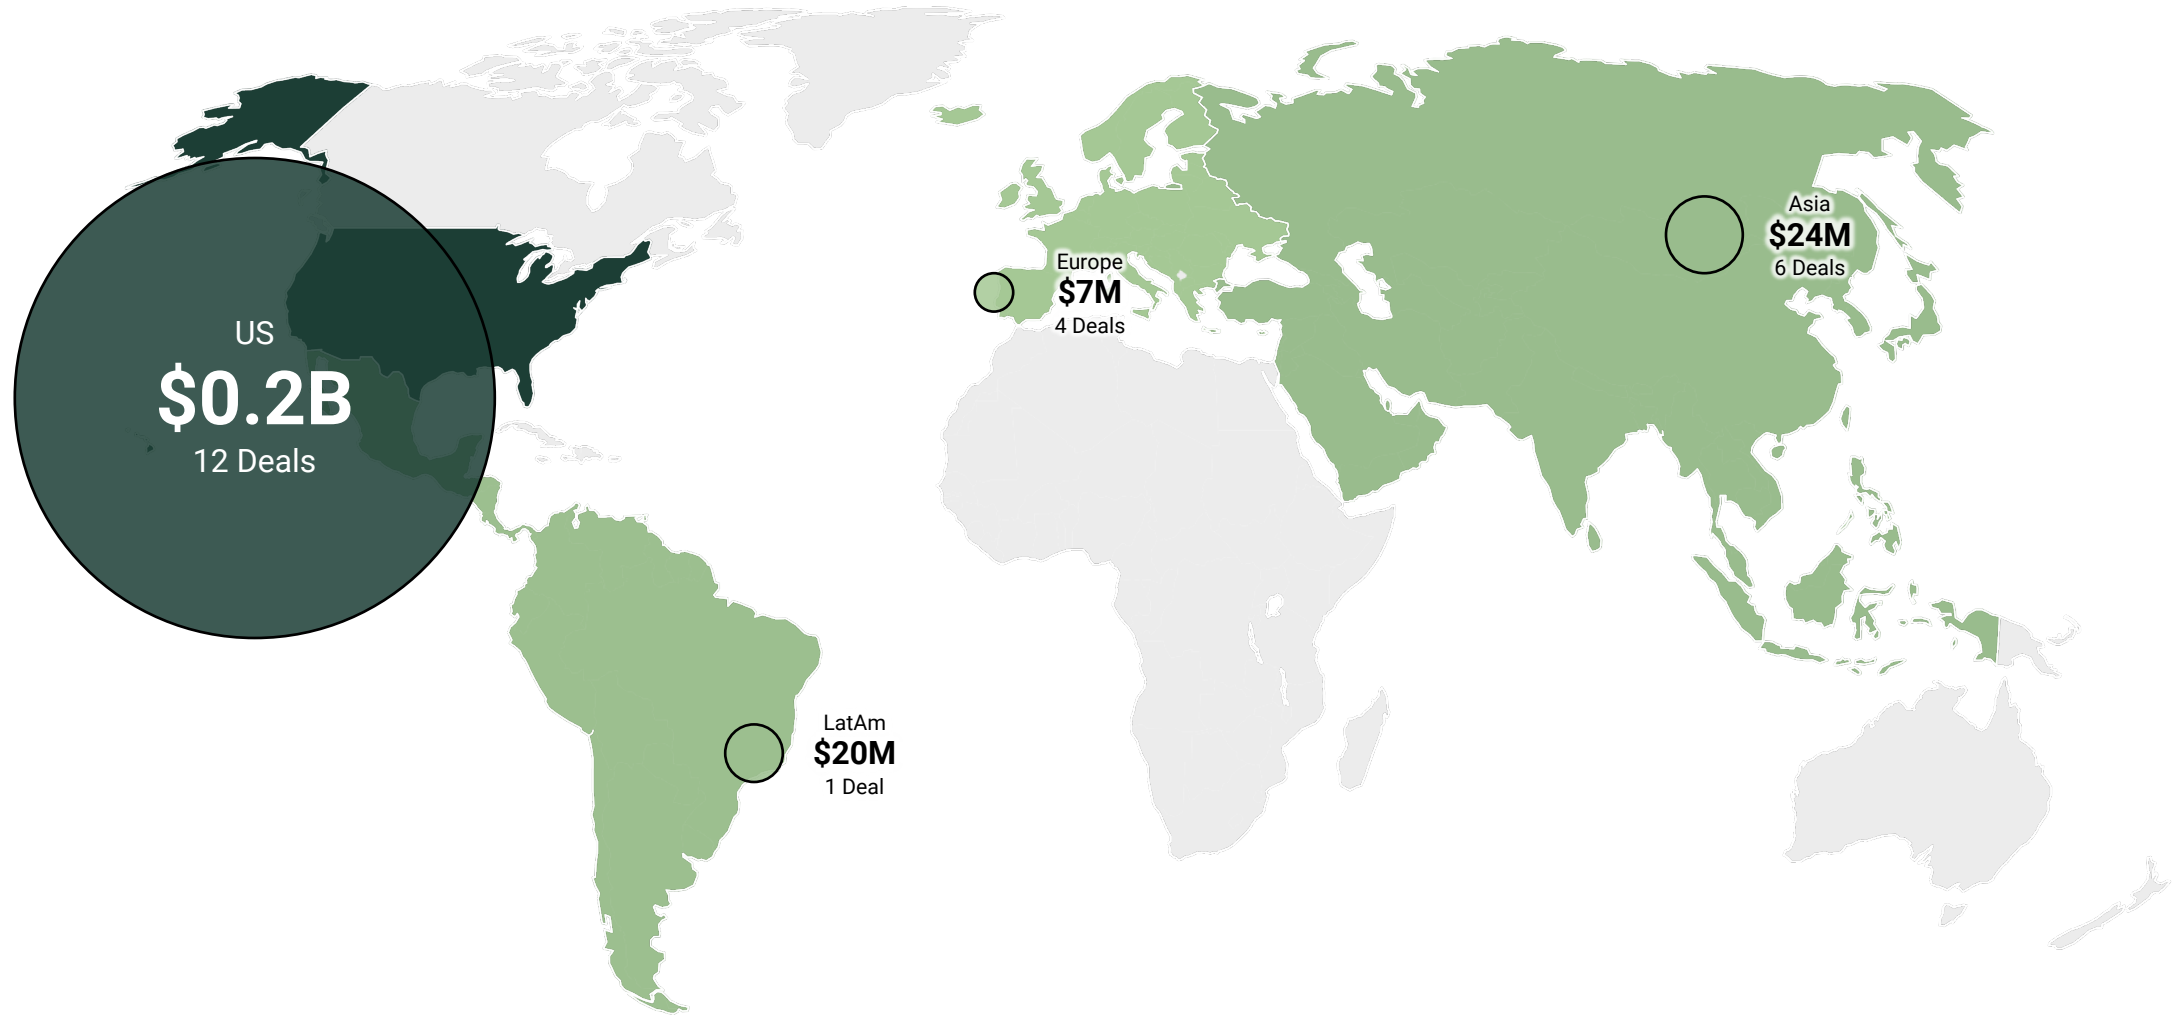 US
$0.2B
12 Deals
Europe
$7M
4 Deals
Asia
$24M
6 Deals
LatAm
$20M
1 Deal